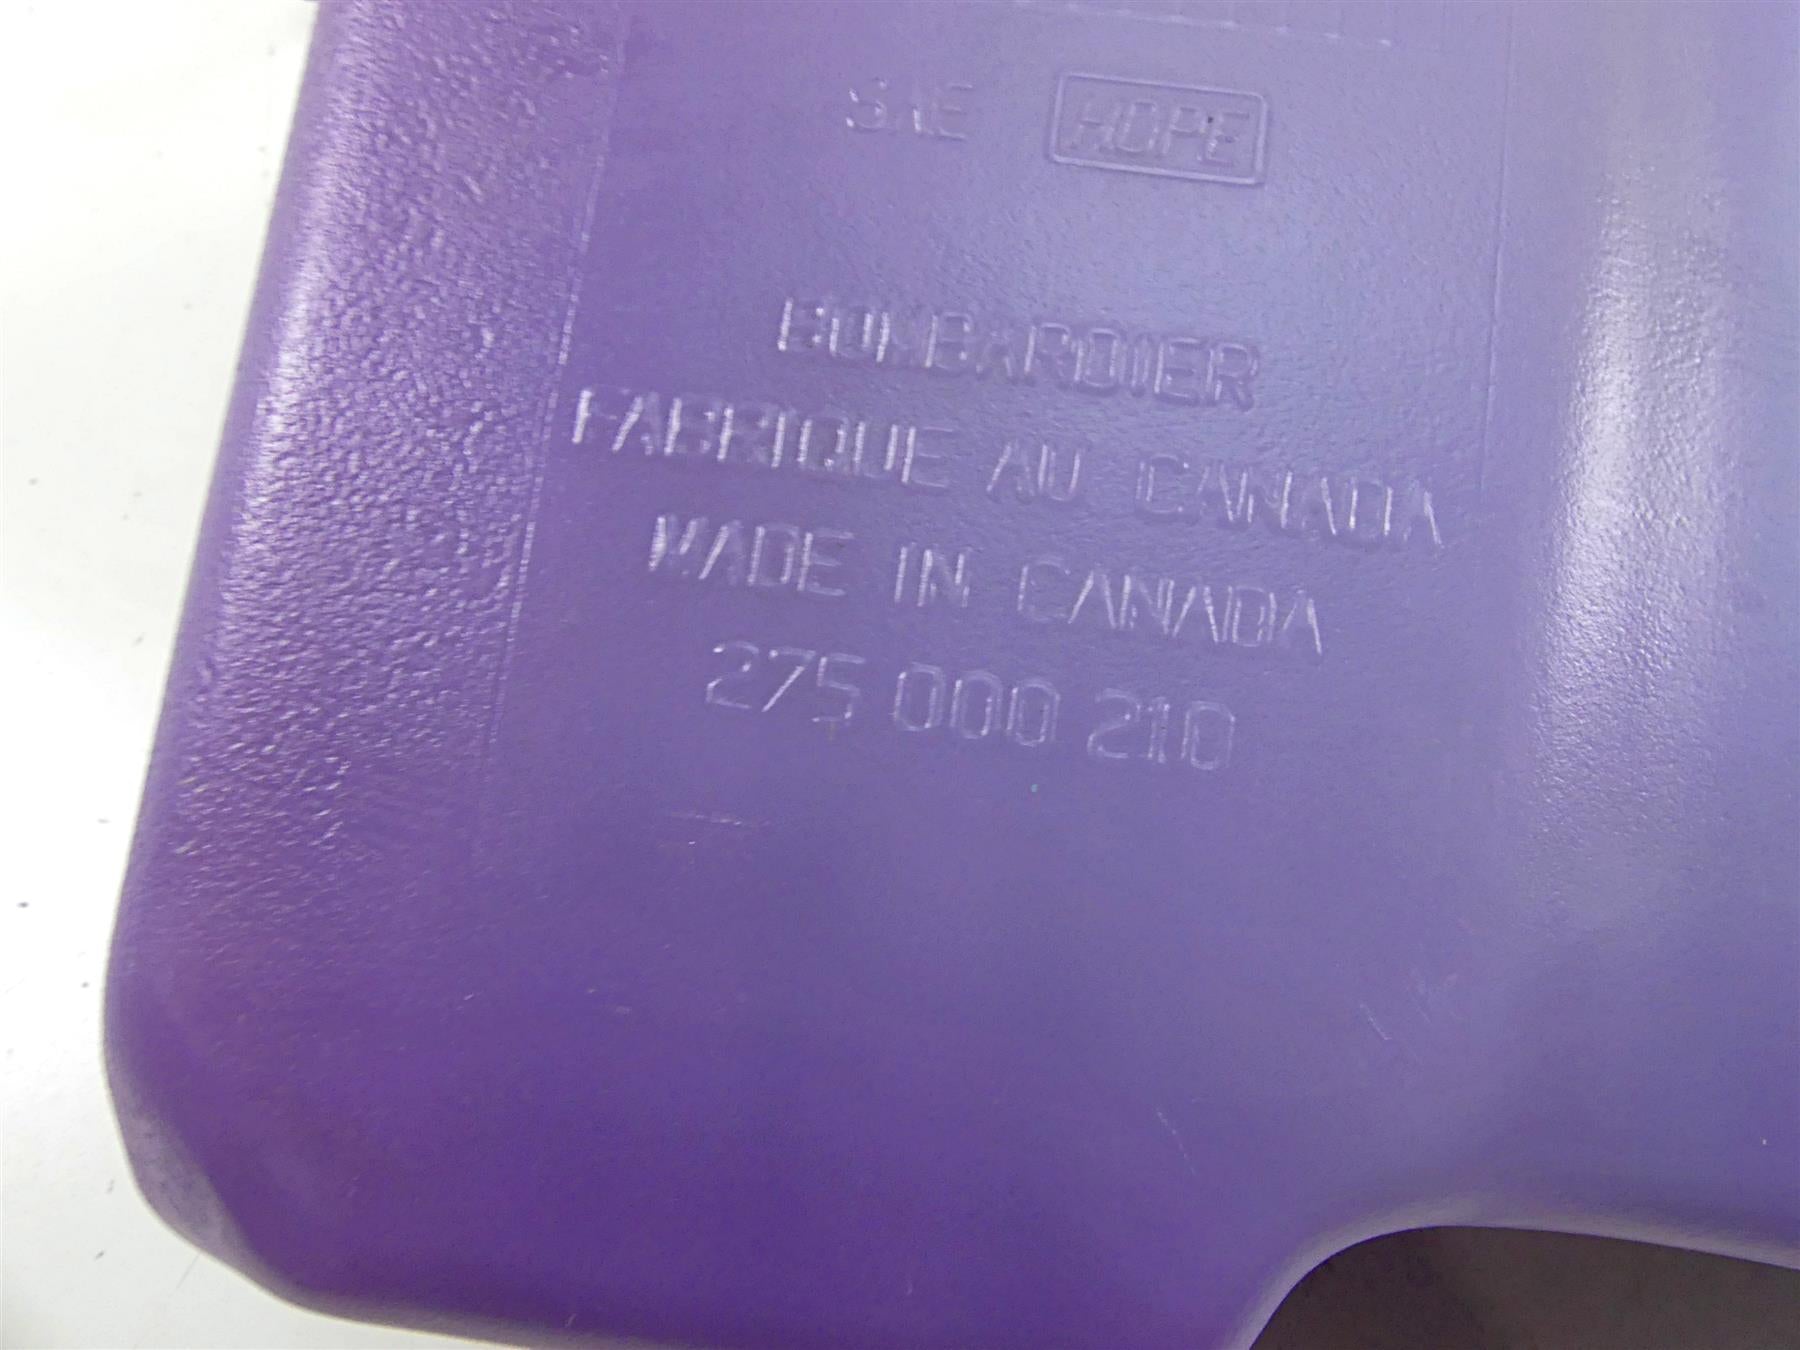 SAE HDPE
BOMBARDIER
FABRIQUE AU CANADA
MADE IN CANADA
275 000 210